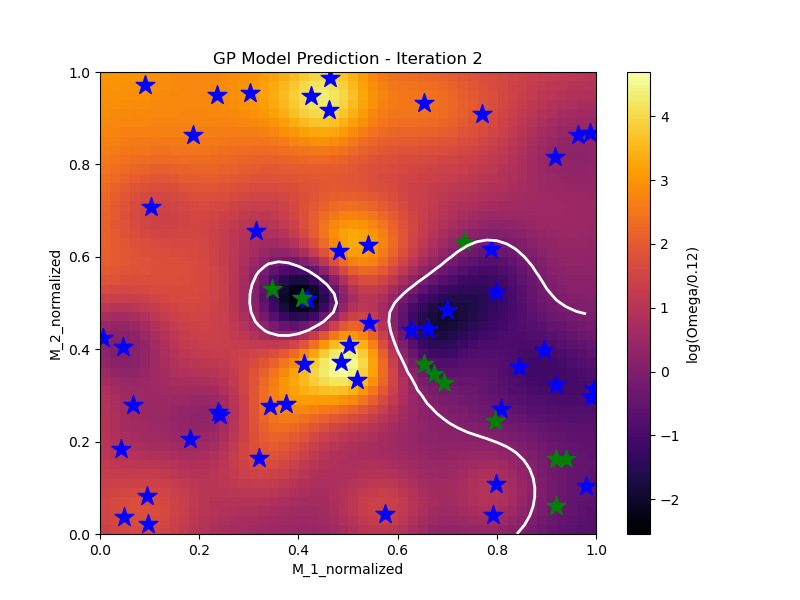 GP Model Prediction - Iteration 2
1.0
0.8
0.6
0.4
0.2
0.0
M_2_normalized
0.0 0.2 0.4 0.6 0.8 1.0
M_1_normalized
4
3
2
1
0
−1
−2
log(Omega/0.12)